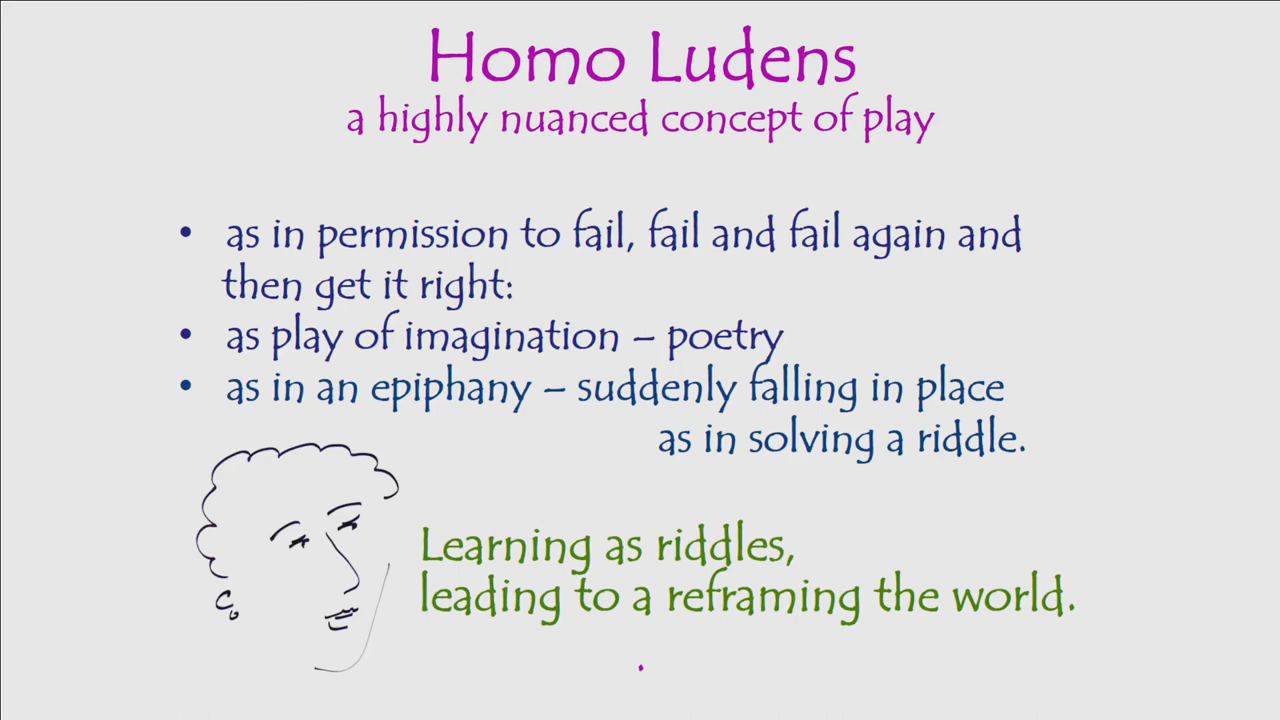 Homo Ludens
a highly nuanced concept of play
• as in permission to fail, fail and fail again and
then get it right:
• as play of imagination – poetry
• as in an epiphany – suddenly falling in place
as in solving a riddle.
Learning as riddles,
leading to a reframing the world.
.